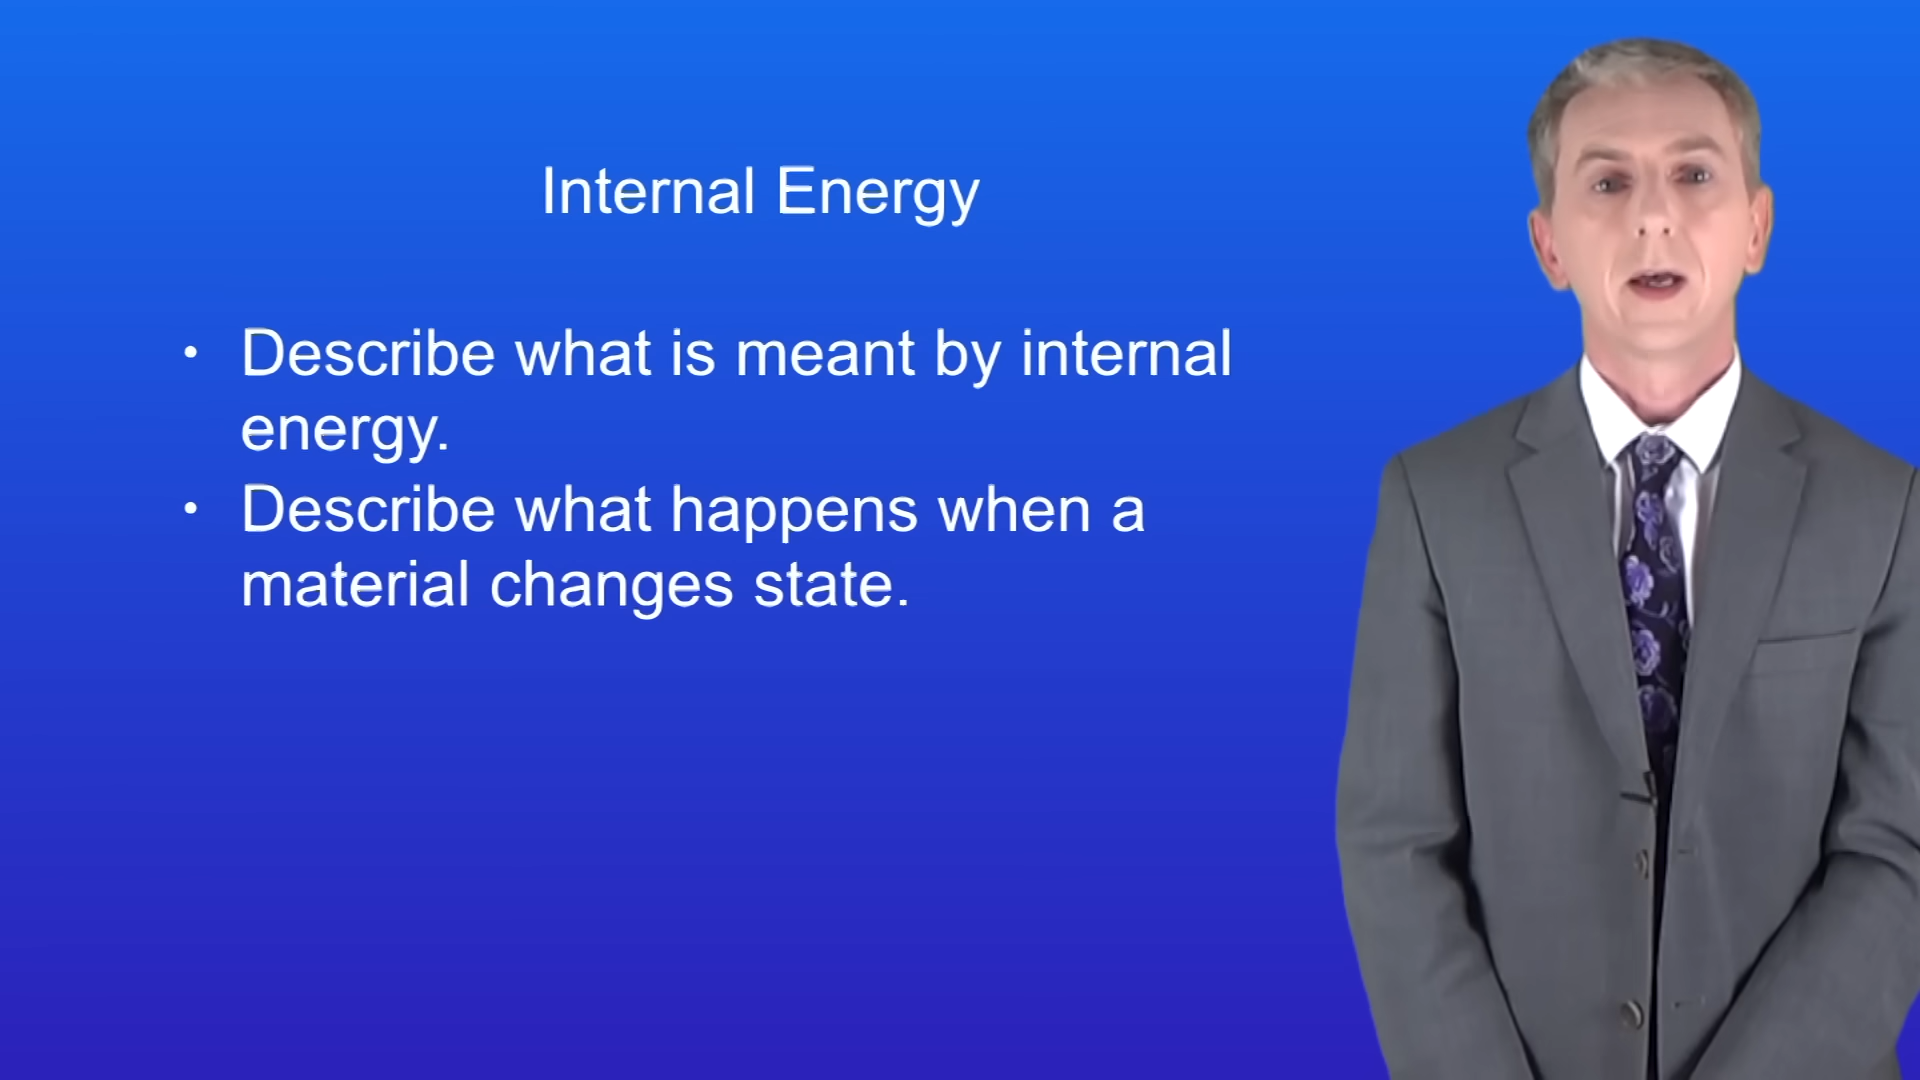 Internal Energy
• Describe what is meant by internal
energy.
• Describe what happens when a
material changes state.